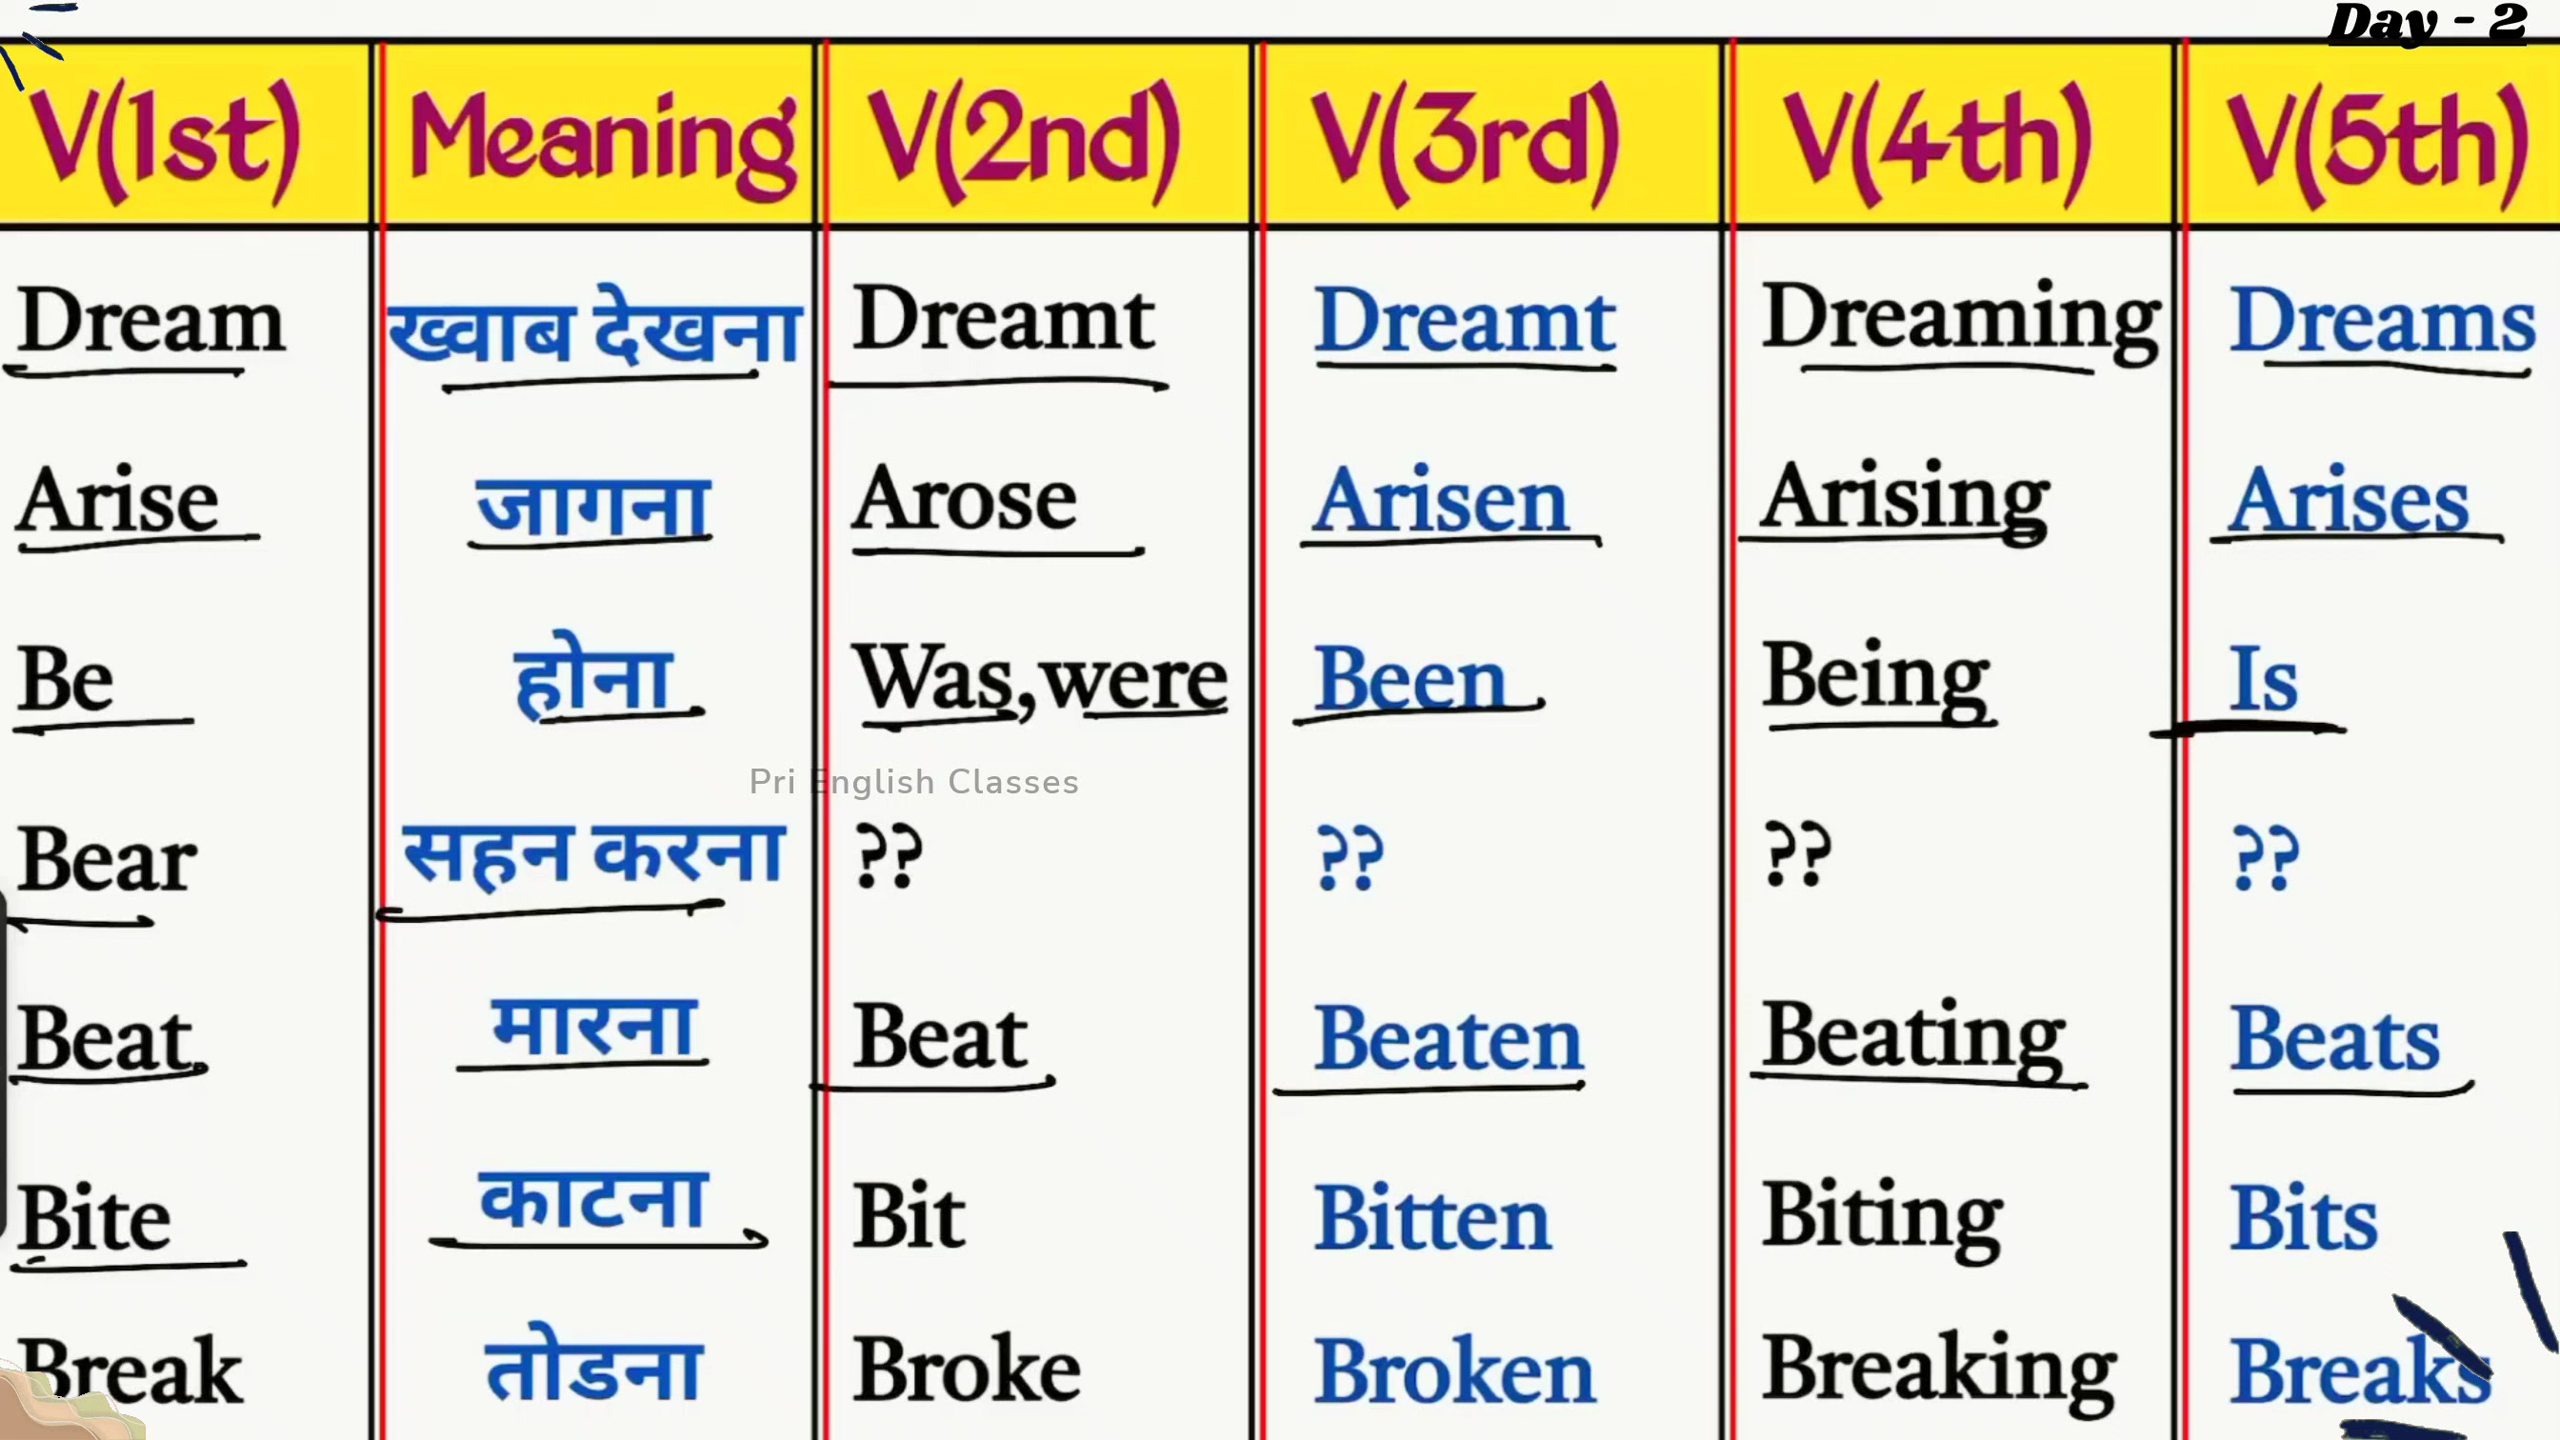 Day - 2
V(1st) Meaning V(2nd) V(3rd) V(4th) V(5th)
Dream ख्वाब देखना Dreamt Dreamt Dreaming Dreams
Arise जागना Arose Arisen Arising Arises
Be होना Was,were Been Being Is
Pri English Classes
Bear सहन करना ?? ?? ?? ??
Beat मारना Beat Beaten Beating Beats
Bite काटना Bit Bitten Biting Bits
Break तोडना Broke Broken Breaking Breaks